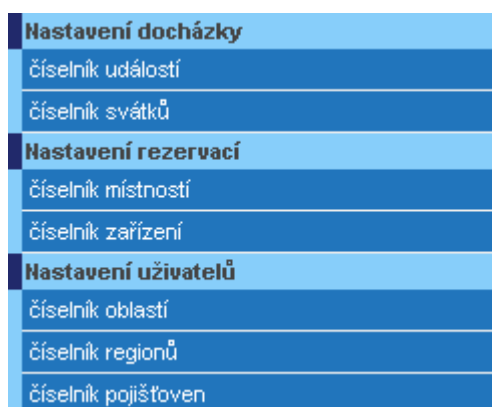 Nastavení docházky
číselník událostí
číselník svátků
Nastavení rezervací
číselník místností
číselník zařízení
Nastavení uživatelů
číselník oblastí
číselník regionů
číselník pojišťoven